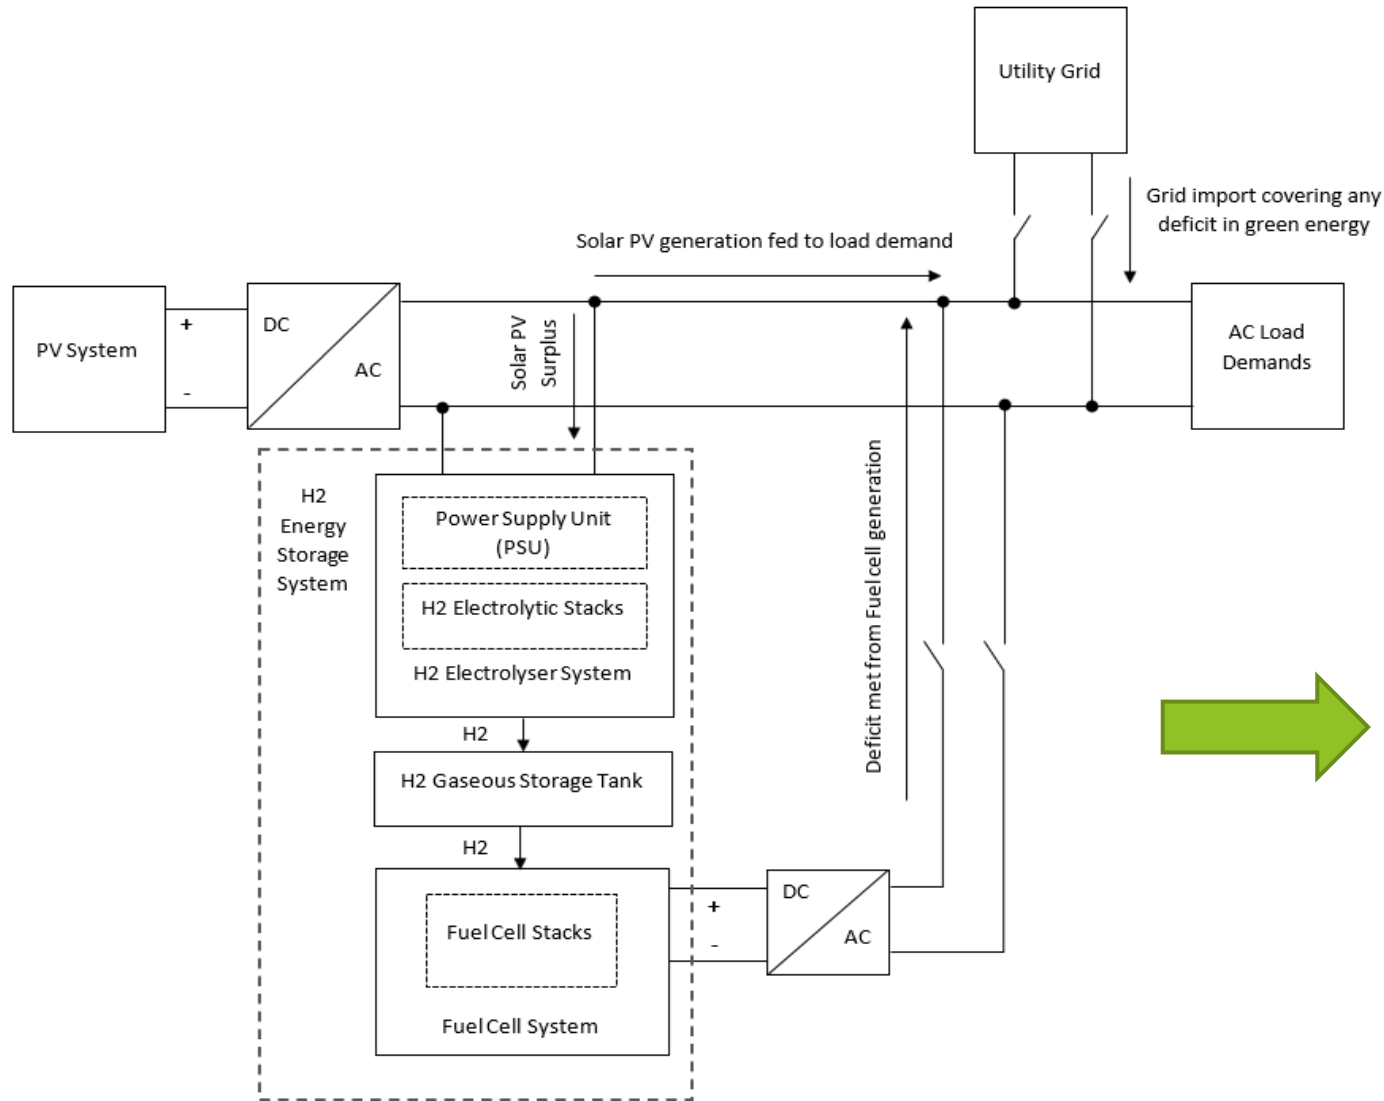 Utility Grid
Grid import covering any
deficit in green energy
Solar PV generation fed to load demand
PV System
+
-
DC
AC
Solar PV
Surplus
AC Load
Demands
H2
Energy
Storage
System
Power Supply Unit
(PSU)
H2 Electrolytic Stacks
H2 Electrolyser System
Deficit met from Fuel cell generation
H2
H2 Gaseous Storage Tank
H2
Fuel Cell Stacks
Fuel Cell System
+
-
DC
AC